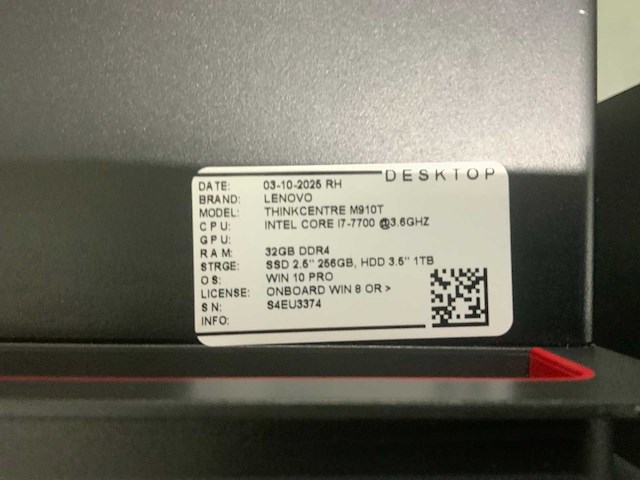 DESKTOP
DATE: 03-10-2025 RH
BRAND: LENOVO
MODEL: THINKCENTRE M910T
CPU: INTEL CORE I7-7700 @3.6GHZ
GPU:
RAM: 32GB DDR4
STRGE: SSD 2.5" 256GB, HDD 3.5" 1TB
OS: WIN 10 PRO
LICENSE: ONBOARD WIN 8 OR >
SN: S4EU3374
INFO: